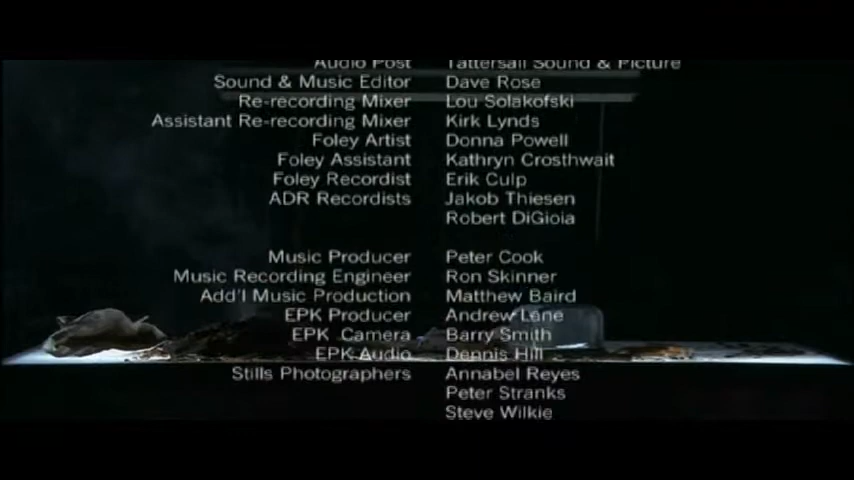 Audio Post Tattersall Sound & Picture
Sound & Music Editor Dave Rose
Re-recording Mixer Lou Solakofski
Assistant Re-recording Mixer Kirk Lynds
Foley Artist Donna Powell
Foley Assistant Kathryn Crosthwait
Foley Recordist Erik Culp
ADR Recordists Jakob Thiesen
Robert DiGioia
Music Producer Peter Cook
Music Recording Engineer Ron Skinner
Add'l Music Production Matthew Baird
EPK Producer Andrew Lane
EPK Camera Barry Smith
EPK Audio Dennis Hill
Stills Photographers Annabel Reyes
Peter Stranks
Steve Wilkie